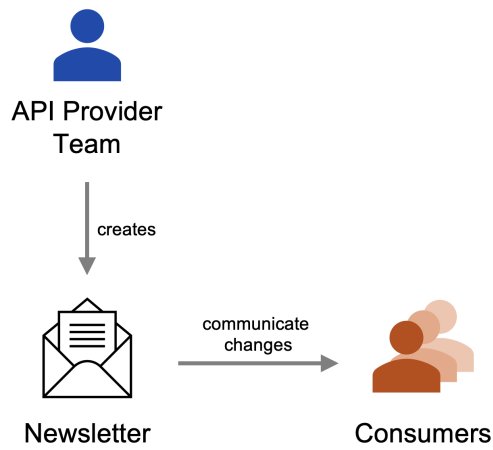 API Provider
Team
creates
communicate
changes
Newsletter
Consumers